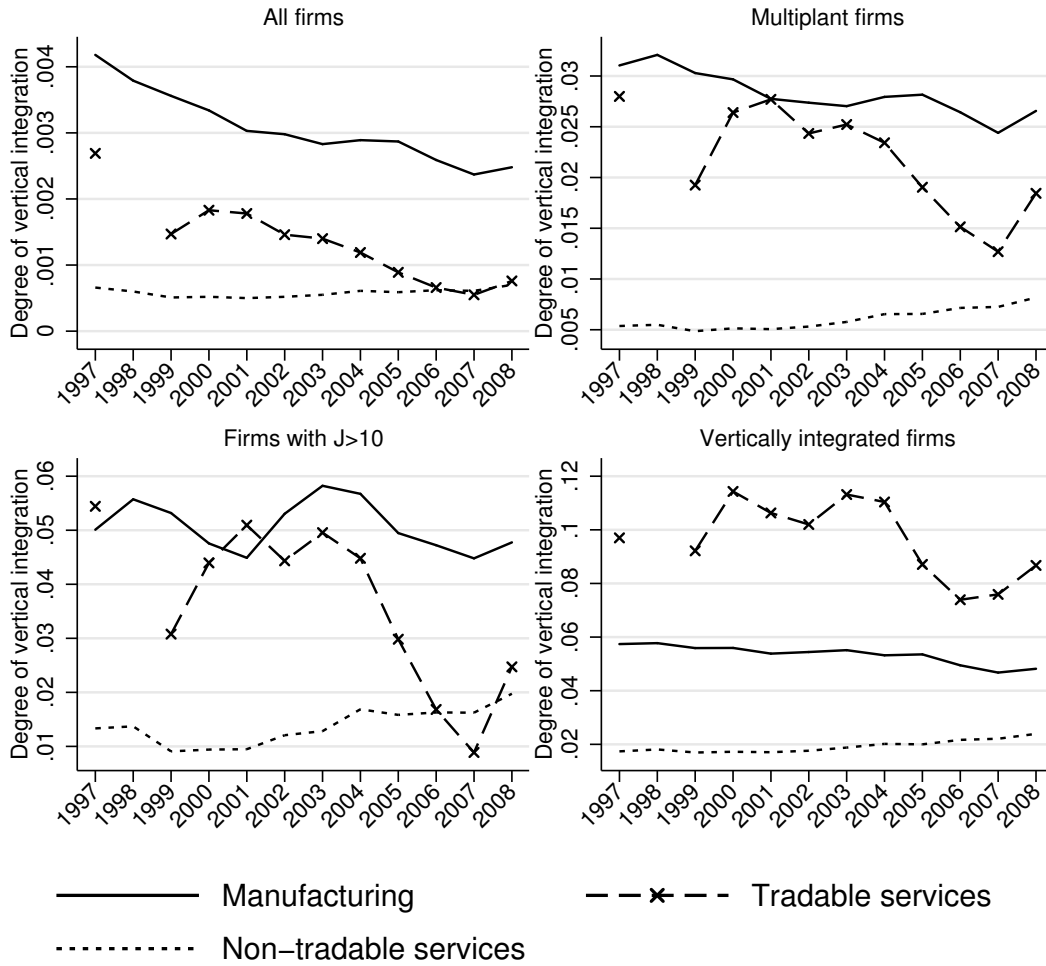 All firms
Degree of vertical integration
0 .001 .002 .003 .004
1997 1998 1999 2000 2001 2002 2003 2004 2005 2006 2007 2008
Multiplant firms
Degree of vertical integration
.005 .01 .015 .02 .025 .03
1997 1998 1999 2000 2001 2002 2003 2004 2005 2006 2007 2008
Firms with J>10
Degree of vertical integration
.01 .02 .03 .04 .05 .06
1997 1998 1999 2000 2001 2002 2003 2004 2005 2006 2007 2008
Vertically integrated firms
Degree of vertical integration
.02 .04 .06 .08 .1 .12
1997 1998 1999 2000 2001 2002 2003 2004 2005 2006 2007 2008
Manufacturing
Tradable services
Non−tradable services